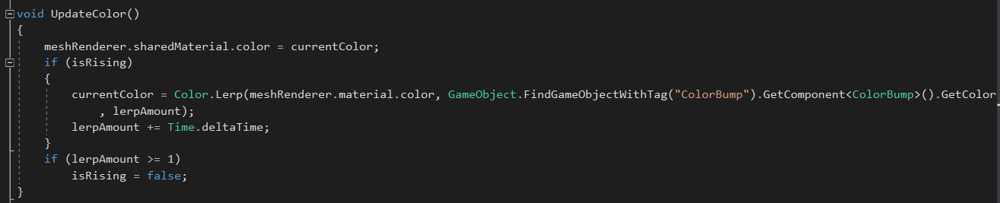 void UpdateColor()
{
    meshRenderer.sharedMaterial.color = currentColor;
    if (isRising)
    {
        currentColor = Color.Lerp(meshRenderer.material.color, GameObject.FindGameObjectWithTag("ColorBump").GetComponent<ColorBump>().GetColor
            , lerpAmount);
        lerpAmount += Time.deltaTime;
    }
    if (lerpAmount >= 1)
        isRising = false;
}